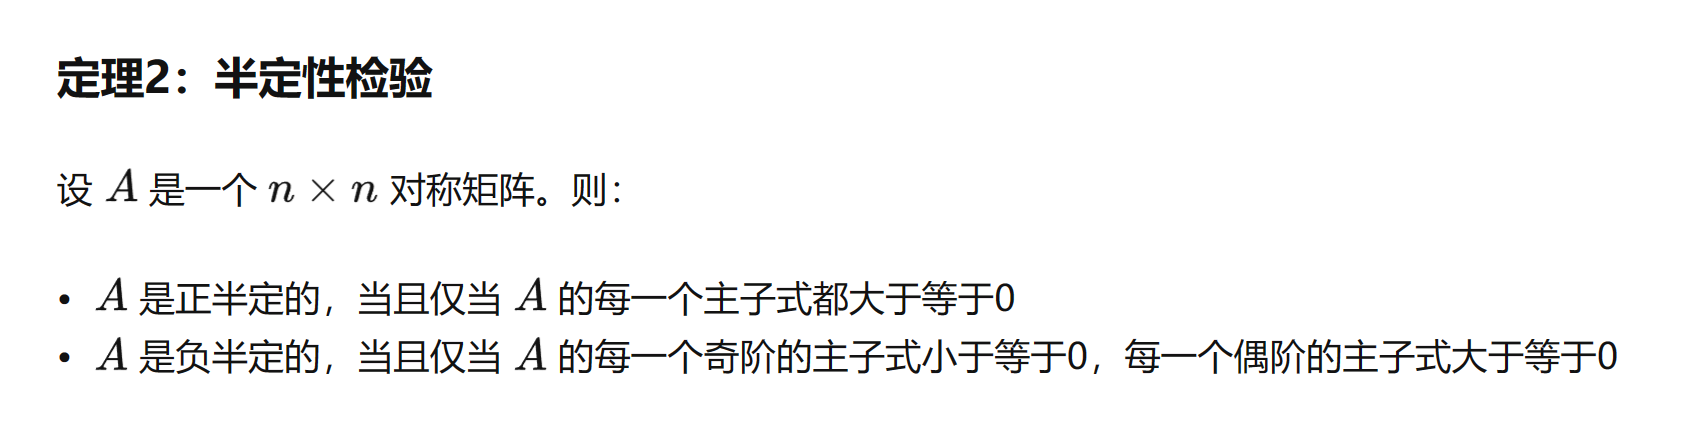 定理2：半定性检验
设 A 是一个 n × n 对称矩阵。则：
• A 是正半定的，当且仅当 A 的每一个主子式都大于等于0
• A 是负半定的，当且仅当 A 的每一个奇阶的主子式小于等于0，每一个偶阶的主子式大于等于0